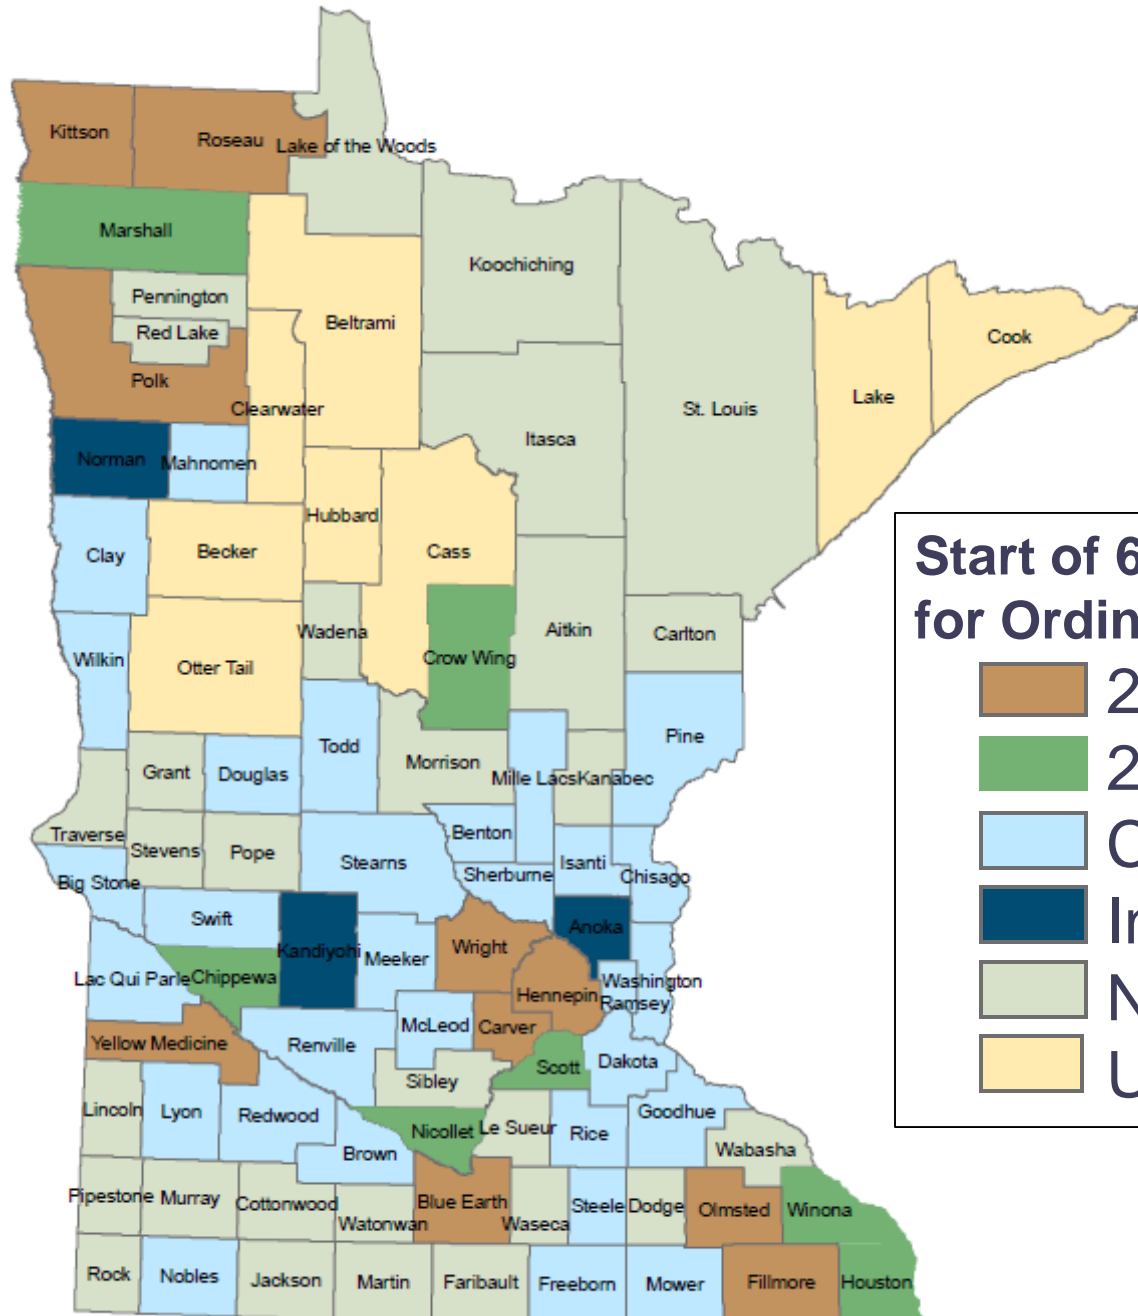 Kittson
Roseau
Lake of the Woods
Marshall
Koochiching
Pennington
Beltrami
Red Lake
Cook
Polk
Lake
Clearwater
St. Louis
Itasca
Norman
Mahnomen
Hubbard
Clay
Becker
Cass
Start of 6
for Ordin
Wadena
Aitkin
Carlton
Crow Wing
Wilkin
Otter Tail
2
Pine
Todd
Morrison
2
Grant
Douglas
Mille Lacs
Kanabec
Traverse
Benton
Stevens
Pope
Stearns
Isanti
Sherburne
Chisago
Big Stone
Swift
Anoka
Wright
Kandiyohi
Meeker
Lac Qui Parle
Chippewa
Washington
Hennepin
Ramsey
N
McLeod
Carver
Yellow Medicine
Renville
Dakota
Scott
Sibley
U
Lincoln
Lyon
Redwood
Goodhue
Nicollet
Le Sueur
Rice
Brown
Wabasha
Pipestone
Murray
Cottonwood
Blue Earth
Steele
Dodge
Olmsted
Winona
Watonwan
Waseca
Rock
Nobles
Jackson
Martin
Faribault
Freeborn
Mower
Fillmore
Houston